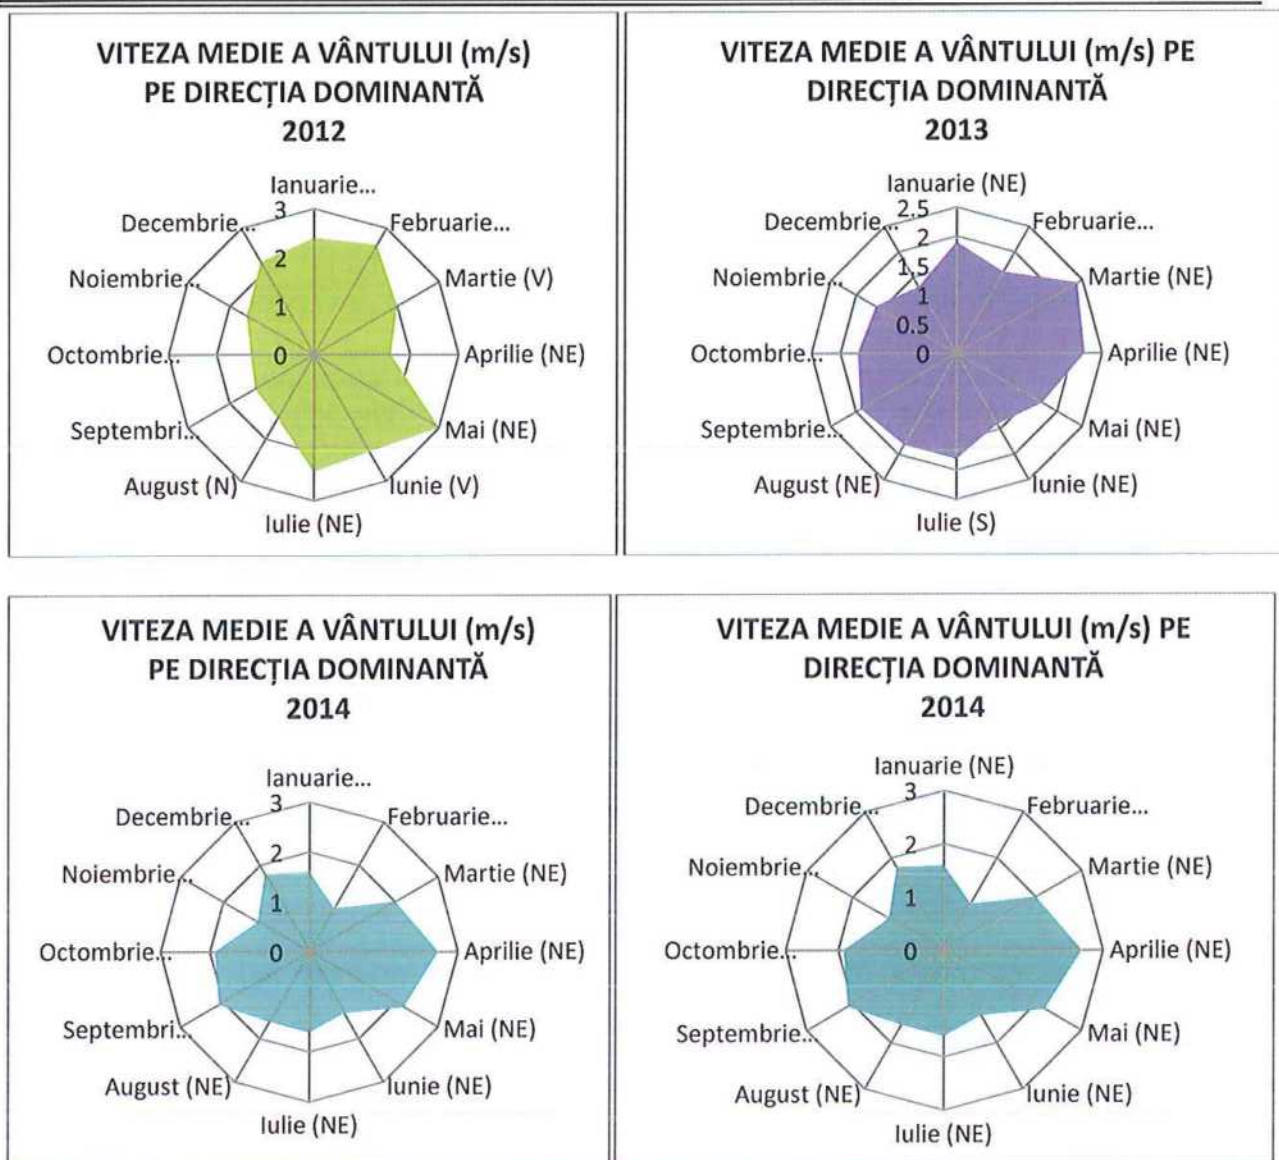 VITEZA MEDIE A VÂNTULUI (m/s)
PE DIRECȚIA DOMINANTĂ
2012
Ianuarie...
Februarie...
Martie (V)
Aprilie (NE)
Mai (NE)
Iunie (V)
Iulie (NE)
August (N)
Septembri...
Octombrie...
Noiembrie...
Decembrie...
3
2
1
0
VITEZA MEDIE A VÂNTULUI (m/s) PE
DIRECȚIA DOMINANTĂ
2013
Ianuarie (NE)
Februarie...
Martie (NE)
Aprilie (NE)
Mai (NE)
Iunie (NE)
Iulie (S)
August (NE)
Septembrie...
Octombrie...
Noiembrie...
Decembrie...
2.5
2
1.5
1
0.5
0
VITEZA MEDIE A VÂNTULUI (m/s)
PE DIRECȚIA DOMINANTĂ
2014
Ianuarie...
Februarie...
Martie (NE)
Aprilie (NE)
Mai (NE)
Iunie (NE)
Iulie (NE)
August (NE)
Septembri...
Octombrie...
Noiembrie...
Decembrie...
3
2
1
0
VITEZA MEDIE A VÂNTULUI (m/s) PE
DIRECȚIA DOMINANTĂ
2014
Ianuarie (NE)
Februarie...
Martie (NE)
Aprilie (NE)
Mai (NE)
Iunie (NE)
Iulie (NE)
August (NE)
Septembrie...
Octombrie...
Noiembrie...
Decembrie...
3
2
1
0